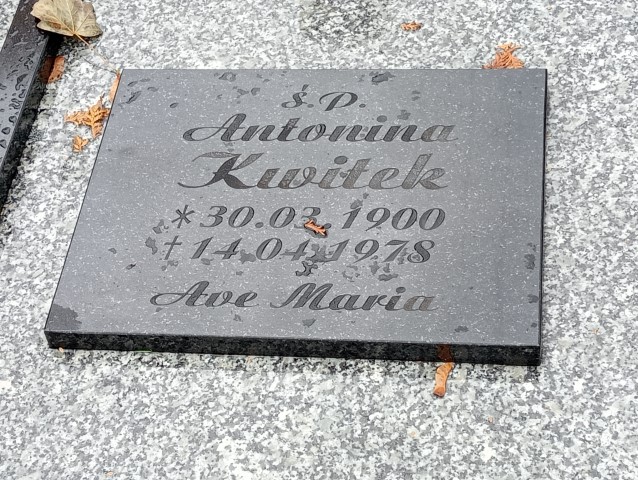 ś.P.
Antonina
Kwitek
* 30.03.1900
† 14.04.1978
Ave Maria